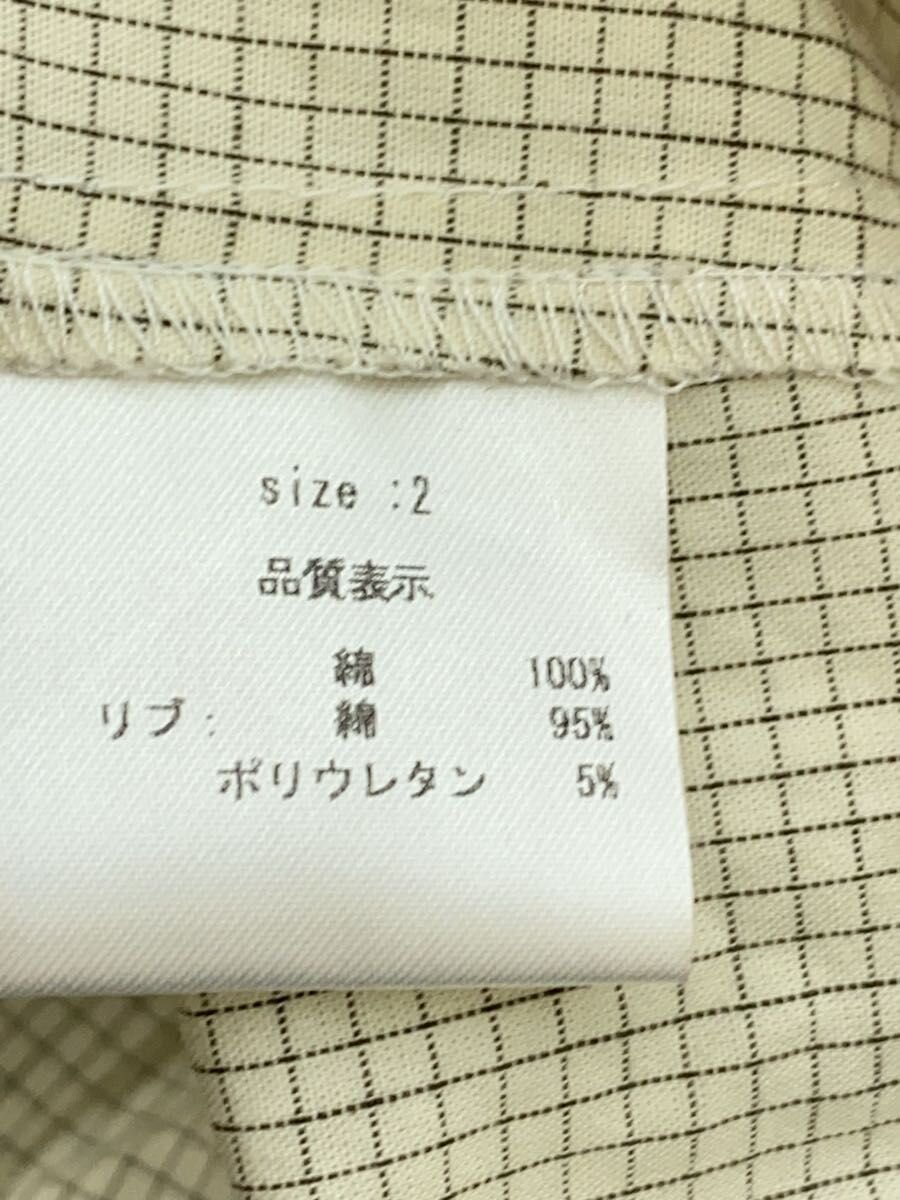 size :2
品質表示
綿 100%
リブ: 綿 95%
ポリウレタン 5%